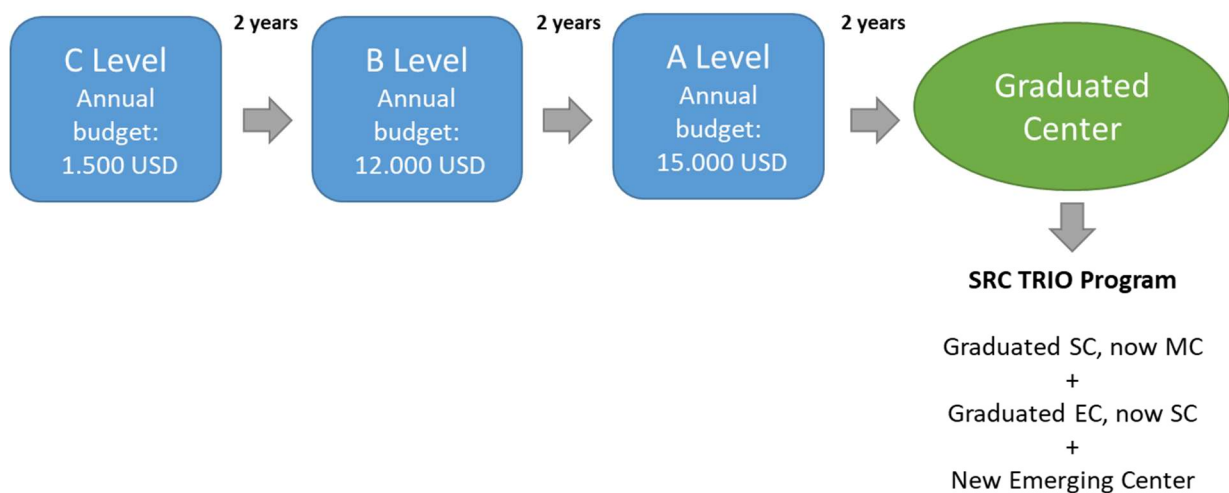 2 years
2 years
2 years
C Level
Annual
budget:
1.500 USD
B Level
Annual
budget:
12.000 USD
A Level
Annual
budget:
15.000 USD
Graduated
Center
SRC TRIO Program
Graduated SC, now MC
+
Graduated EC, now SC
+
New Emerging Center